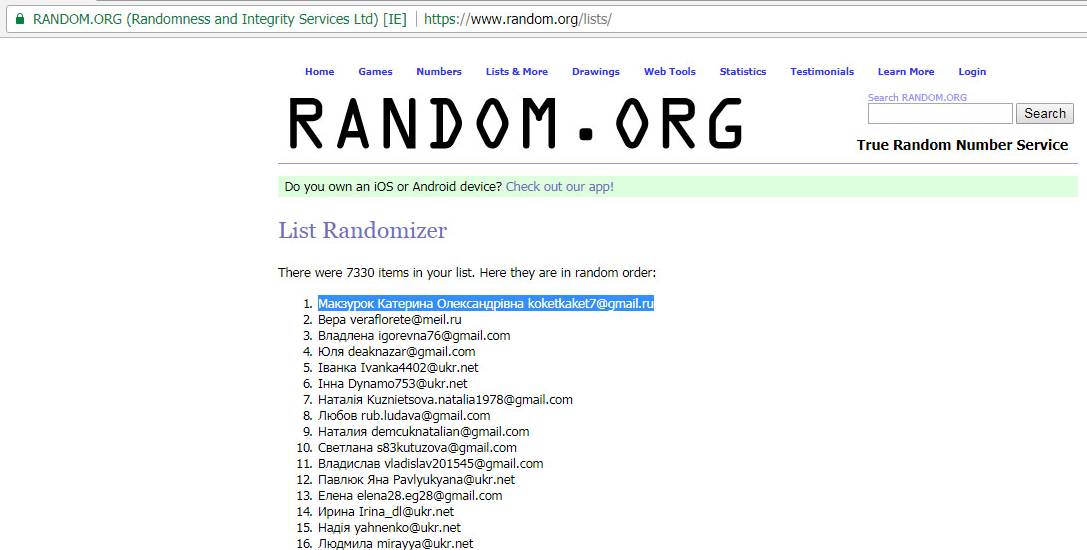 RANDOM.ORG (Randomness and Integrity Services Ltd) [IE] https://www.random.org/lists/
Home Games Numbers Lists & More Drawings Web Tools Statistics Testimonials Learn More Login
RANDOM.ORG
Search RANDOM.ORG
Search
True Random Number Service
Do you own an iOS or Android device? Check out our app!
List Randomizer
There were 7330 items in your list. Here they are in random order:
1. Макзурок Катерина Олександрівна koketkaket7@gmail.ru
2. Вера veraflorete@meil.ru
3. Владлена igorevna76@gmail.com
4. Юля deaknazar@gmail.com
5. Іванка Ivanka4402@ukr.net
6. Інна Dynamo753@ukr.net
7. Наталія Kuznietsova.natalia1978@gmail.com
8. Любов rub.ludava@gmail.com
9. Наталия demcuknatalian@gmail.com
10. Светлана s83kutuzova@gmail.com
11. Владислав vladislav201545@gmail.com
12. Павлюк Яна Pavlyukyana@ukr.net
13. Елена elena28.eg28@gmail.com
14. Ирина Irina_dl@ukr.net
15. Надія yahnenko@ukr.net
16. Людмила mirayya@ukr.net